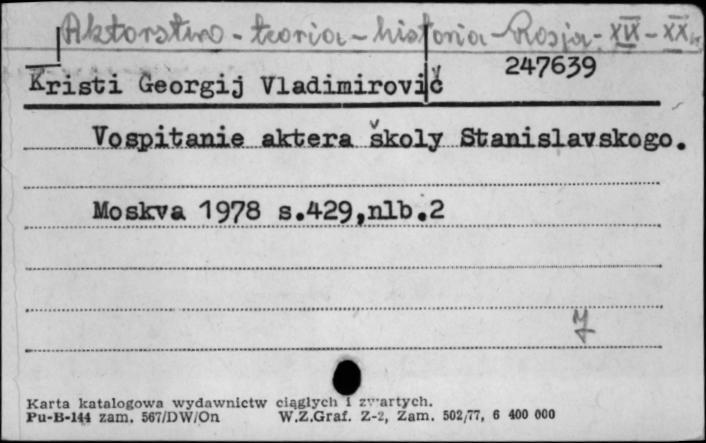 Aktorstwo - teoria - historia - Rosja - XIX - XX w.
247639
Kristi Georgij Vladimirovič
Vospitanie aktera školy Stanislavskogo.
Moskva 1978 s.429,nlb.2
Karta katalogowa wydawnictw ciągłych i zwartych.
Pu-B-144 zam. 567/DW/On W.Z.Graf. Z-2, Zam. 502/77, 6 400 000